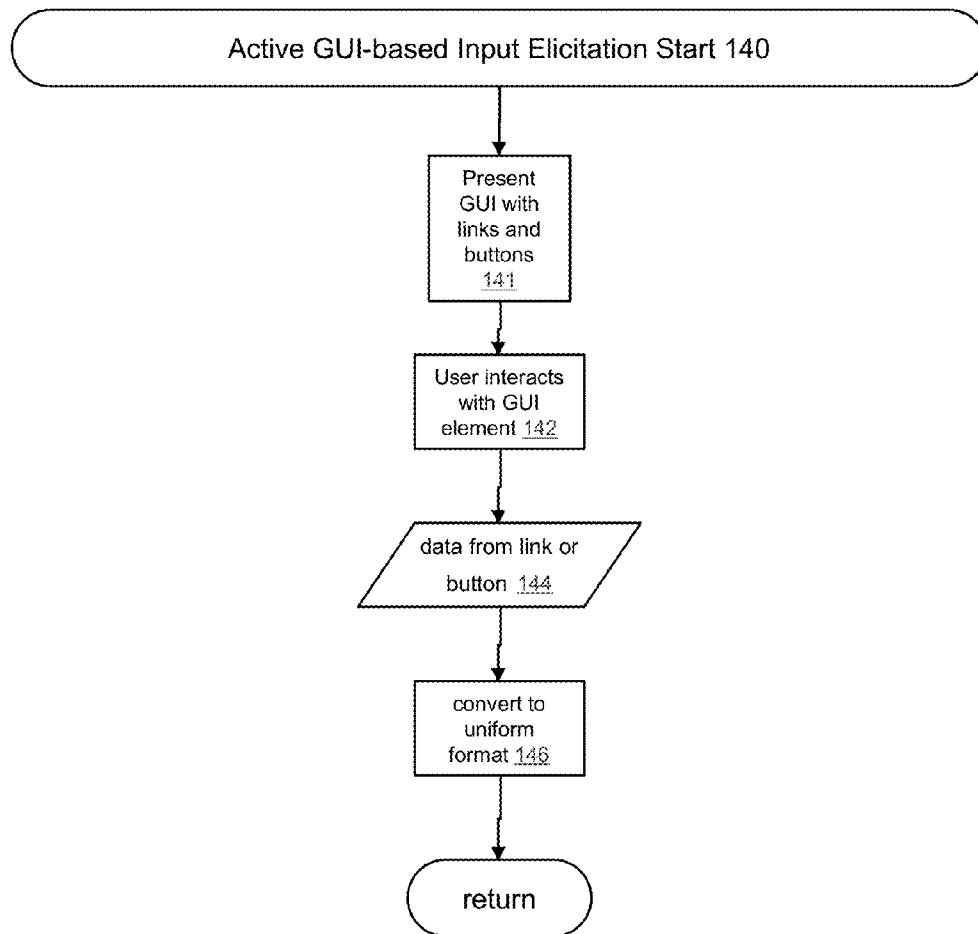 Active GUI-based Input Elicitation Start 140
Present
GUI with
links and
buttons
141
User interacts
with GUI
element 142
data from link or
button 144
convert to
uniform
format 146
return